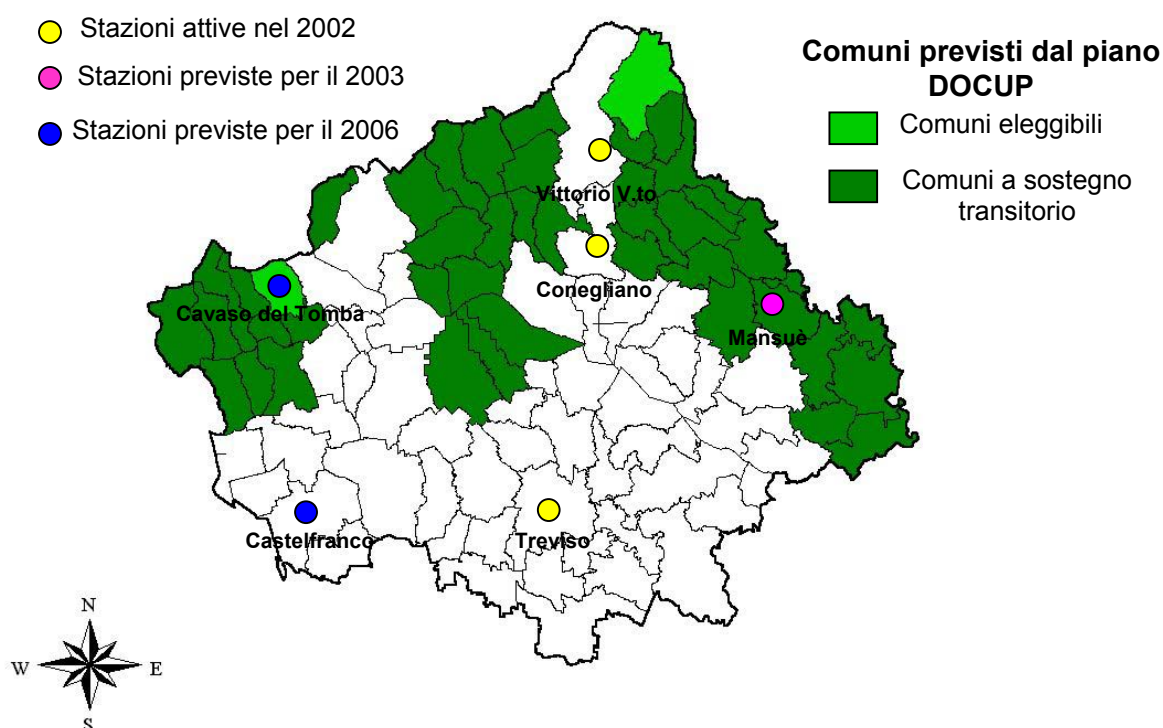 Stazioni attive nel 2002
Stazioni previste per il 2003
Stazioni previste per il 2006
Comuni previsti dal piano
DOCUP
Comuni eleggibili
Comuni a sostegno
transitorio
Vittorio V.to
Conegliano
Cavaso del Tomba
Mansuè
Castelfranco
Treviso
N
W
E
S